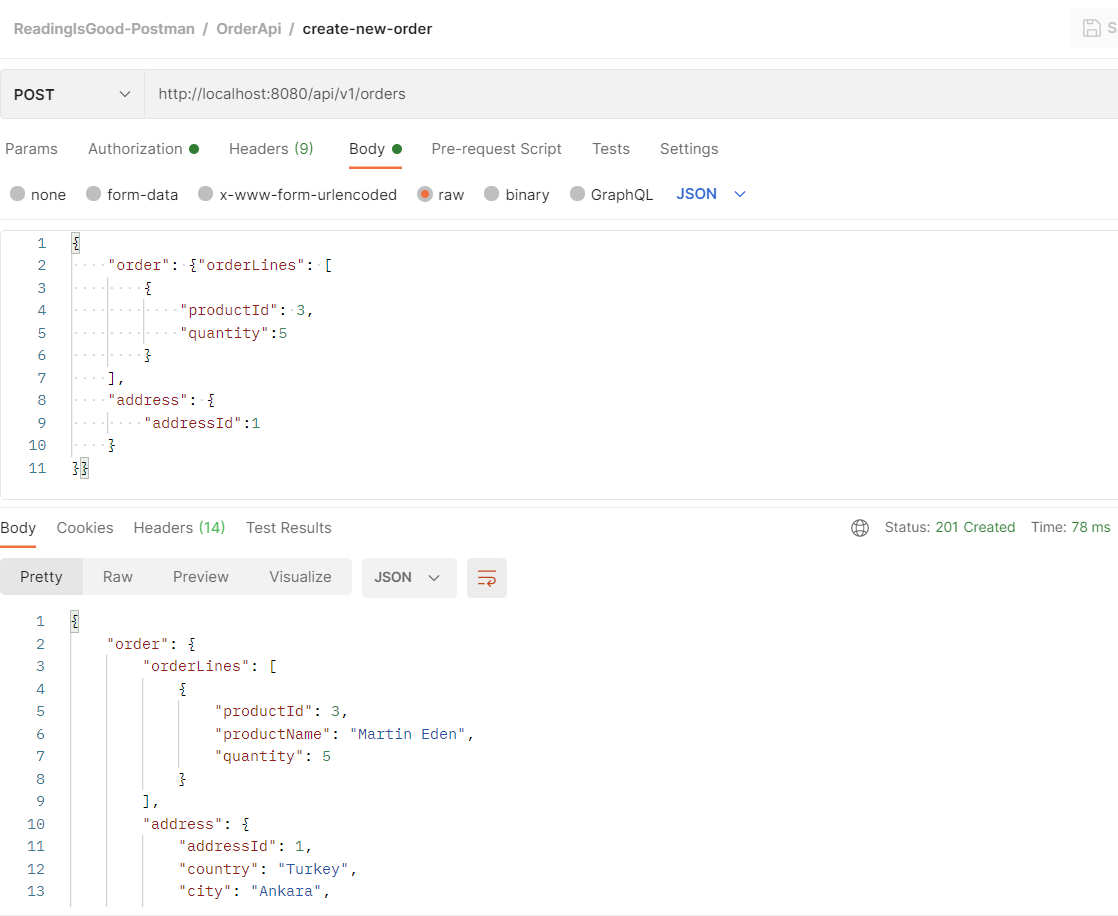 ReadingIsGood-Postman / OrderApi / create-new-order
POST http://localhost:8080/api/v1/orders
Params Authorization Headers (9) Body Pre-request Script Tests Settings
none form-data x-www-form-urlencoded raw binary GraphQL JSON
1 {
2 "order": {"orderLines": [
3 {
4 "productId": 3,
5 "quantity":5
6 }
7 ],
8 "address": {
9 "addressId":1
10 }
11 }}
Body Cookies Headers (14) Test Results Status: 201 Created Time: 78 ms
Pretty Raw Preview Visualize JSON
1 {
2 "order": {
3 "orderLines": [
4 {
5 "productId": 3,
6 "productName": "Martin Eden",
7 "quantity": 5
8 }
9 ],
10 "address": {
11 "addressId": 1,
12 "country": "Turkey",
13 "city": "Ankara",